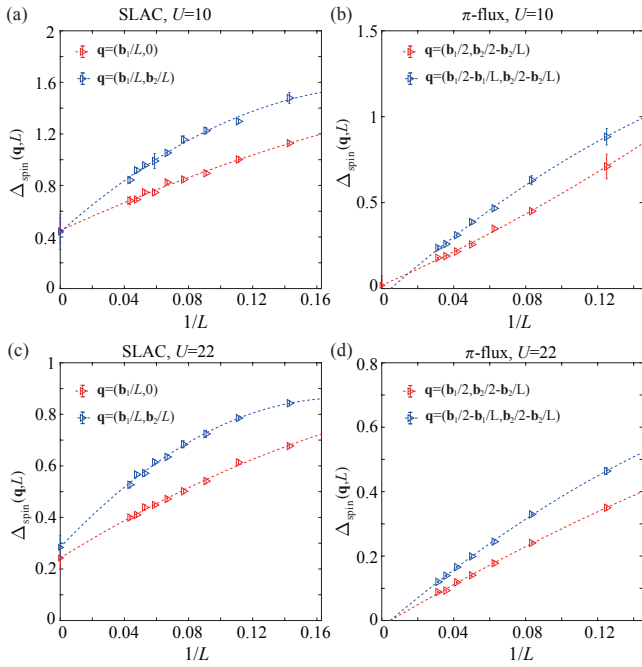 (a)
SLAC, U=10
q=(b₁/L,0)
q=(b₁/L,b₂/L)
Δspin(q,L)
2
1.6
1.2
0.8
0.4
0
0
0.04
0.08
0.12
0.16
1/L
(b)
π-flux, U=10
q=(b₁/2,b₂/2-b₂/L)
q=(b₁/2-b₁/L,b₂/2-b₂/L)
Δspin(q,L)
1.5
1
0.5
0
0
0.04
0.08
0.12
1/L
(c)
SLAC, U=22
q=(b₁/L,0)
q=(b₁/L,b₂/L)
Δspin(q,L)
1
0.8
0.6
0.4
0.2
0
0
0.04
0.08
0.12
0.16
1/L
(d)
π-flux, U=22
q=(b₁/2,b₂/2-b₂/L)
q=(b₁/2-b₁/L,b₂/2-b₂/L)
Δspin(q,L)
0.8
0.6
0.4
0.2
0
0
0.04
0.08
0.12
1/L